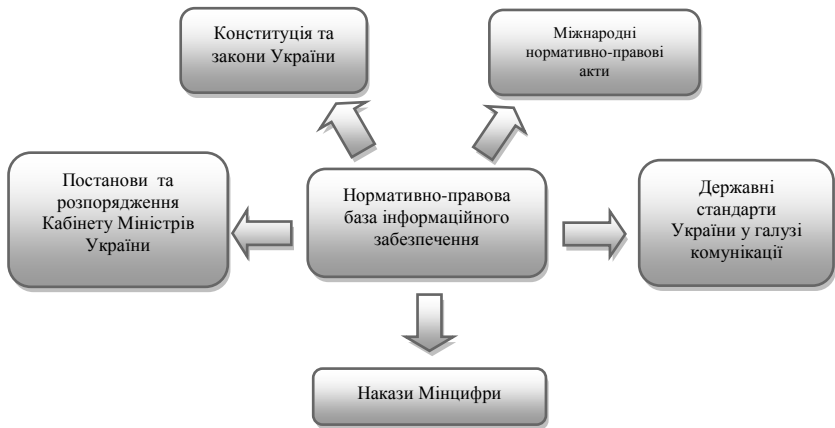 Конституція та
закони України
Міжнародні
нормативно-правові
акти
Постанови та
розпорядження
Кабінету Міністрів
України
Нормативно-правова
база інформаційного
забезпечення
Державні
стандарти
України у галузі
комунікації
Накази Мінцифри